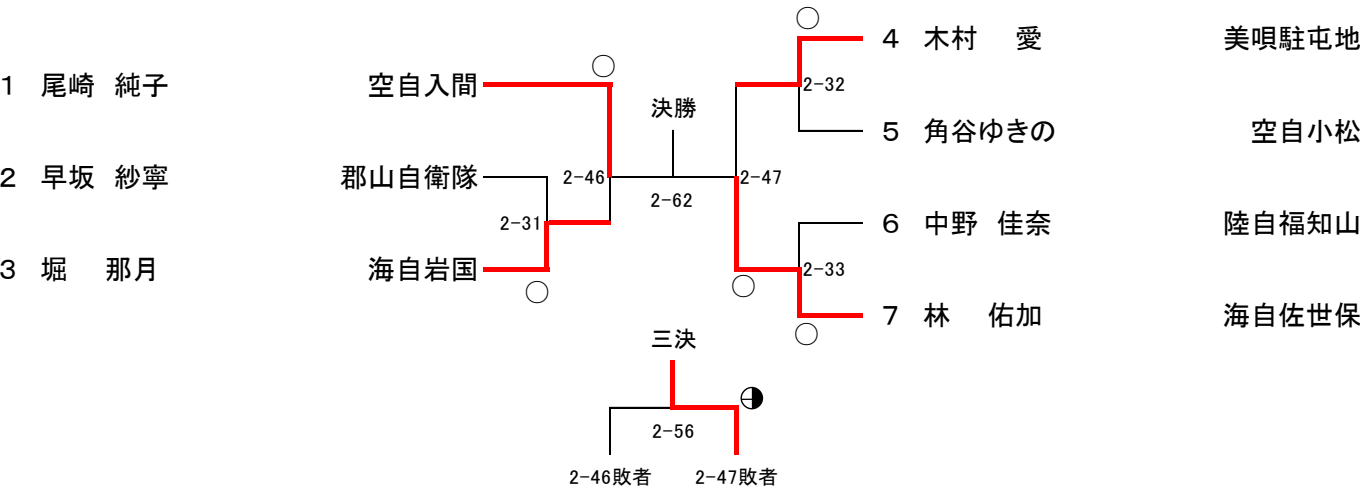 1 尾崎 純子 空自入間
2 早坂 紗寧 郡山自衛隊
3 堀 那月 海自岩国
2-31
2-46
決勝
2-62
4 木村 愛 美唄駐屯地
2-32
5 角谷ゆきの 空自小松
2-47
6 中野 佳奈 陸自福知山
2-33
7 林 佑加 海自佐世保
三決
2-56
2-46敗者 2-47敗者